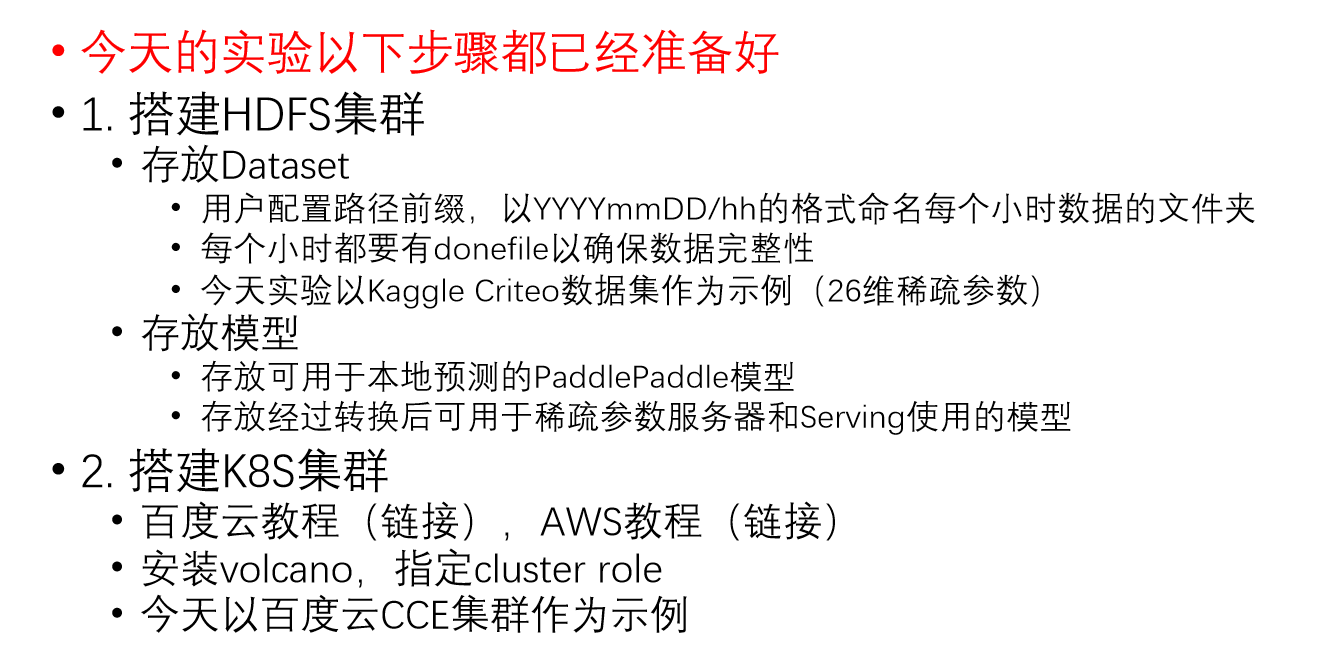 • 今天的实验以下步骤都已经准备好
• 1. 搭建HDFS集群
• 存放Dataset
• 用户配置路径前缀，以YYYYmmDD/hh的格式命名每个小时数据的文件夹
• 每个小时都要有donefile以确保数据完整性
• 今天实验以Kaggle Criteo数据集作为示例（26维稀疏参数）
• 存放模型
• 存放可用于本地预测的PaddlePaddle模型
• 存放经过转换后可用于稀疏参数服务器和Serving使用的模型
• 2. 搭建K8S集群
• 百度云教程（链接），AWS教程（链接）
• 安装volcano，指定cluster role
• 今天以百度云CCE集群作为示例